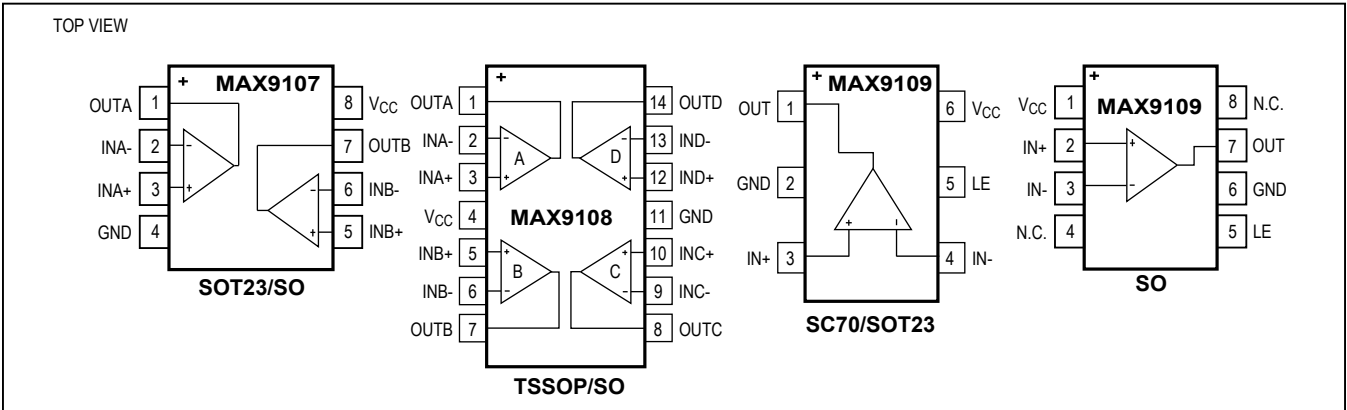 TOP VIEW
+ MAX9107
OUTA 1 8 VCC
INA- 2 - 7 OUTB
INA+ 3 + - 6 INB-
GND 4 + 5 INB+
SOT23/SO
+
OUTA 1 14 OUTD
INA- 2 - A D - 13 IND-
INA+ 3 + + 12 IND+
VCC 4 MAX9108 11 GND
INB+ 5 + B C + 10 INC+
INB- 6 - - 9 INC-
OUTB 7 8 OUTC
TSSOP/SO
+ MAX9109
OUT 1 6 VCC
GND 2 5 LE
IN+ 3 + - 4 IN-
SC70/SOT23
+
VCC 1 MAX9109 8 N.C.
IN+ 2 + 7 OUT
IN- 3 - 6 GND
N.C. 4 5 LE
SO